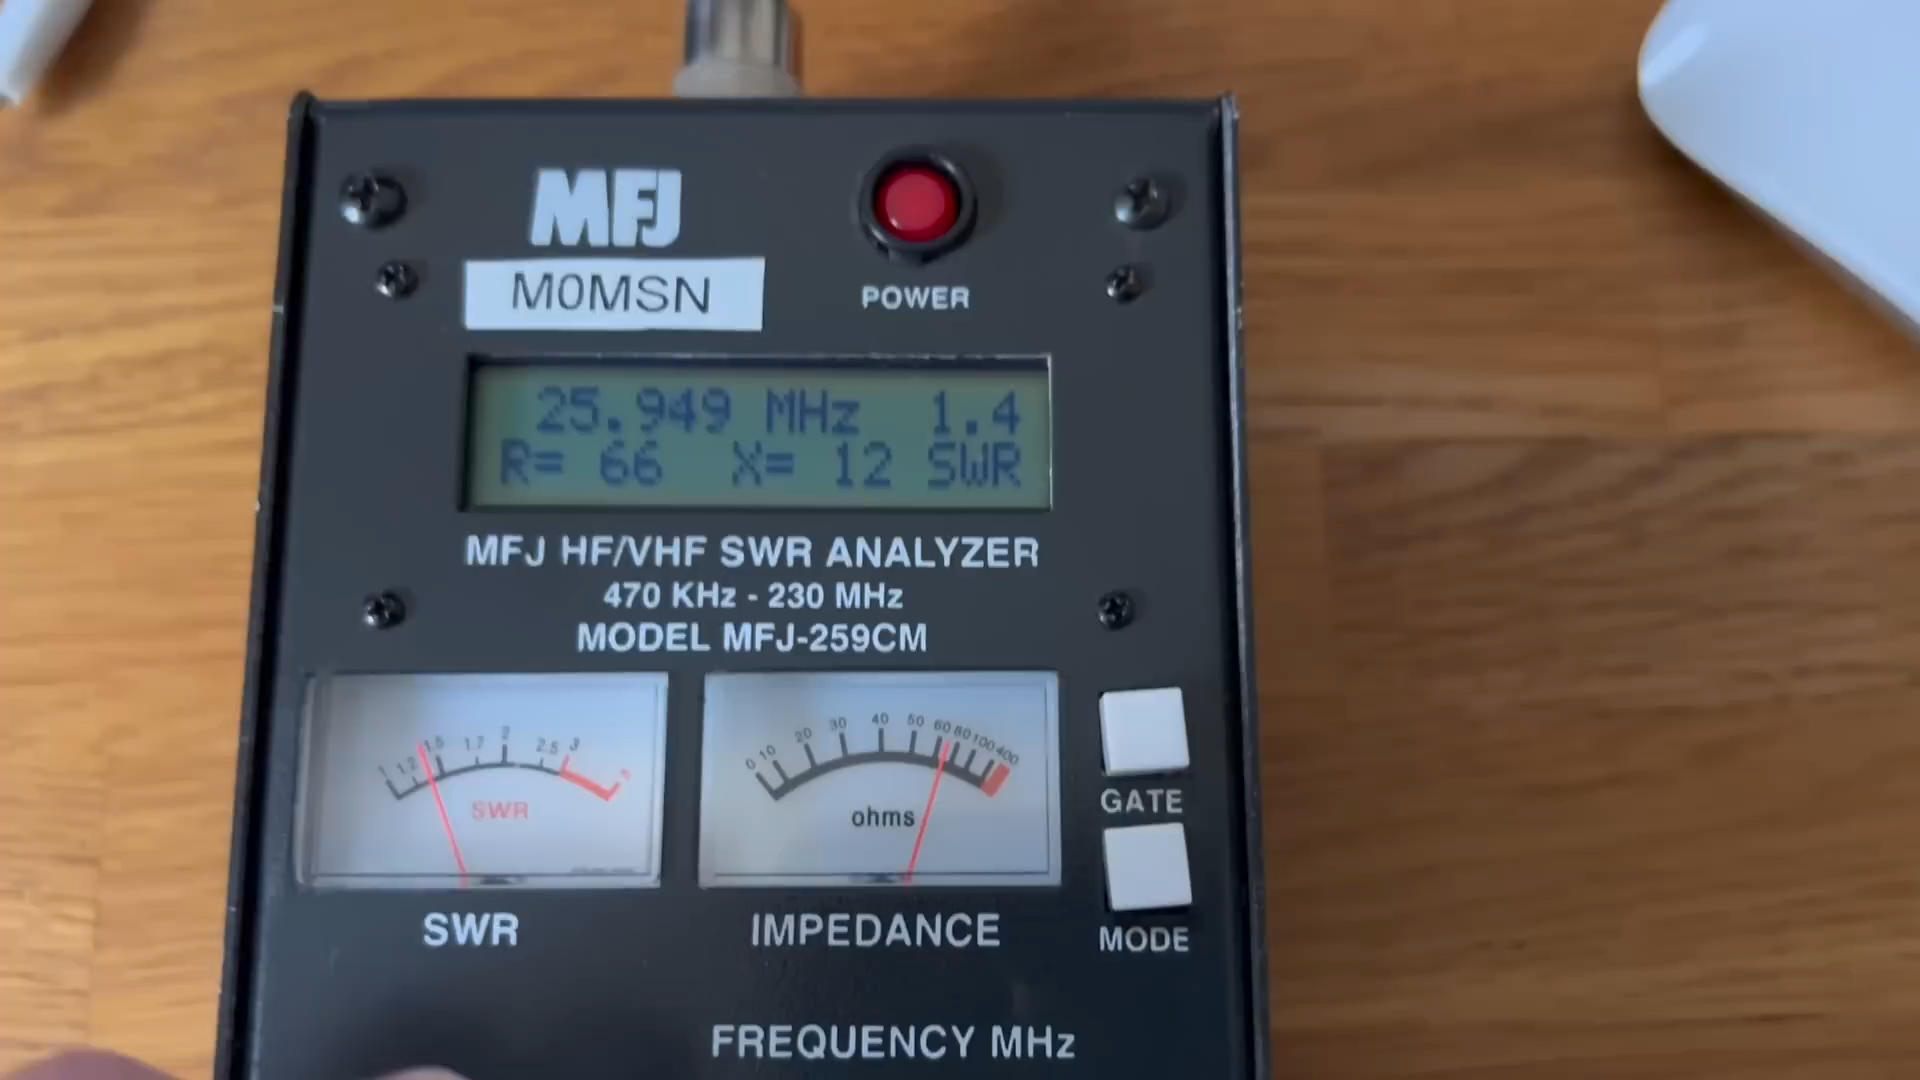 MFJ
M0MSN
POWER
25.949 MHz 1.4
R= 66 X= 12 SWR
MFJ HF/VHF SWR ANALYZER
470 KHz - 230 MHz
MODEL MFJ-259CM
1 1.2 1.5 1.7 2 2.5 3
SWR
0 10 20 30 40 50 60 80 100 400
ohms
GATE
SWR
IMPEDANCE
MODE
FREQUENCY MHz